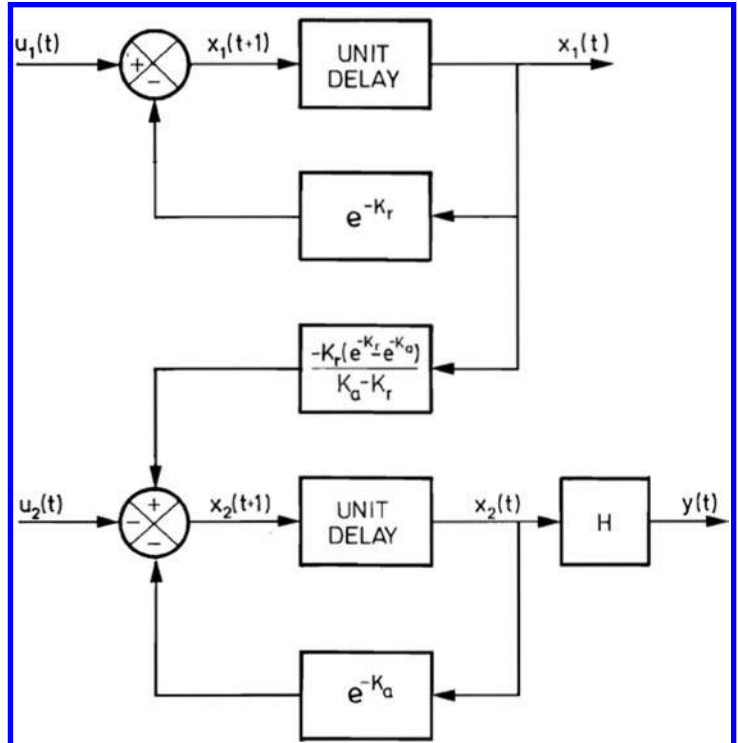 u₁(t)
+
−
x₁(t+1)
UNIT
DELAY
x₁(t)
e^{-K_r}
-K_r(e^{-K_r}-e^{-K_a})
K_a-K_r
u₂(t)
+
−
−
x₂(t+1)
UNIT
DELAY
x₂(t)
H
y(t)
e^{-K_a}